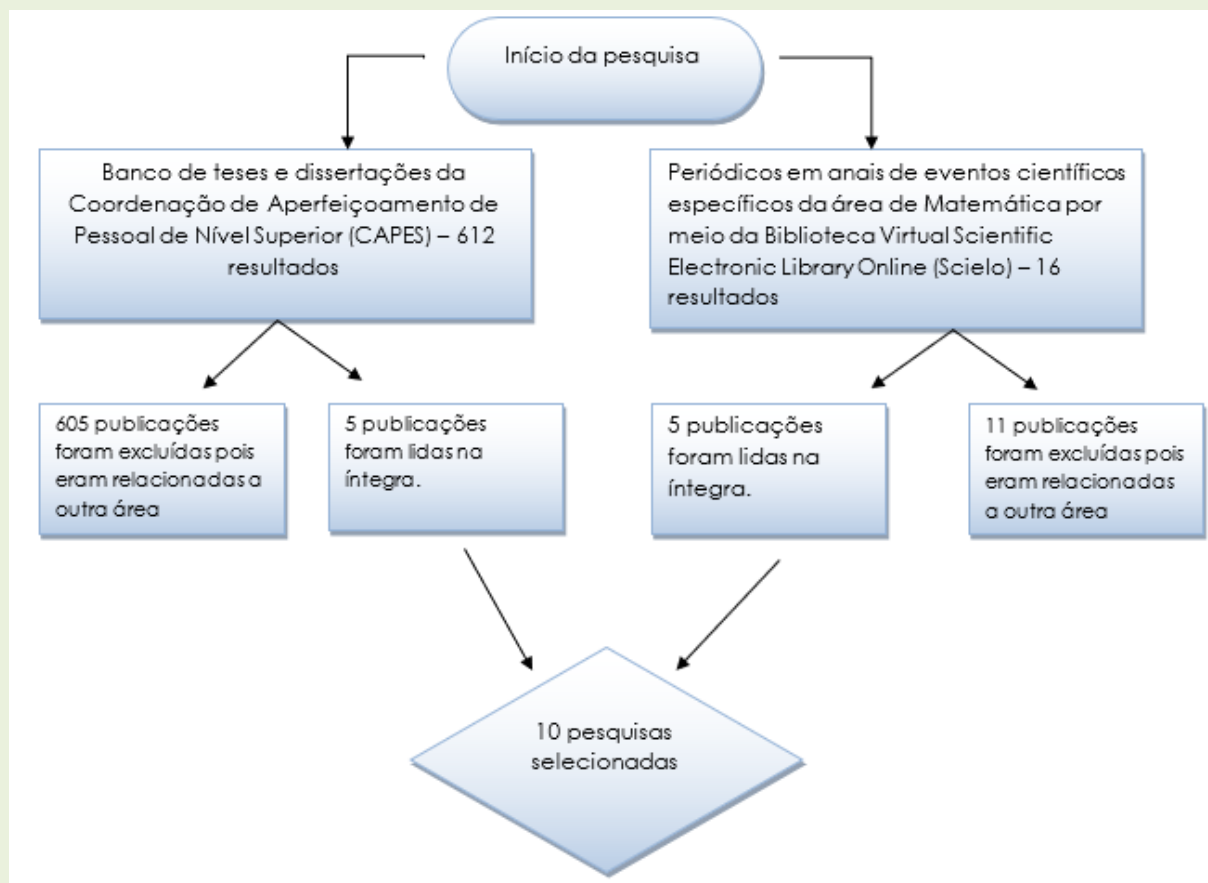 Início da pesquisa
Banco de teses e dissertações da
Coordenação de Aperfeiçoamento de
Pessoal de Nível Superior (CAPES) – 612
resultados
Periódicos em anais de eventos científicos
específicos da área de Matemática por
meio da Biblioteca Virtual Scientific
Electronic Library Online (Scielo) – 16
resultados
605 publicações
foram excluídas pois
eram relacionadas a
outra área
5 publicações
foram lidas na
íntegra.
5 publicações
foram lidas na
íntegra.
11 publicações
foram excluídas pois
eram relacionadas
a outra área
10 pesquisas
selecionadas